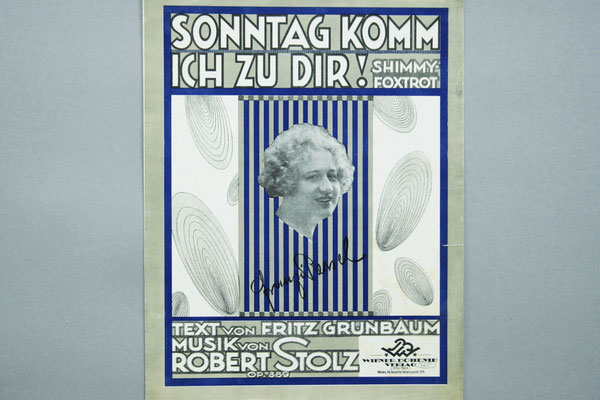 SONNTAG KOMM
ICH ZU DIR! SHIMMY-
FOXTROT
TEXT VON FRITZ GRÜNBAUM
MUSIK VON
ROBERT STOLZ
OP. 389
WIENER BOHEME
VERLAG